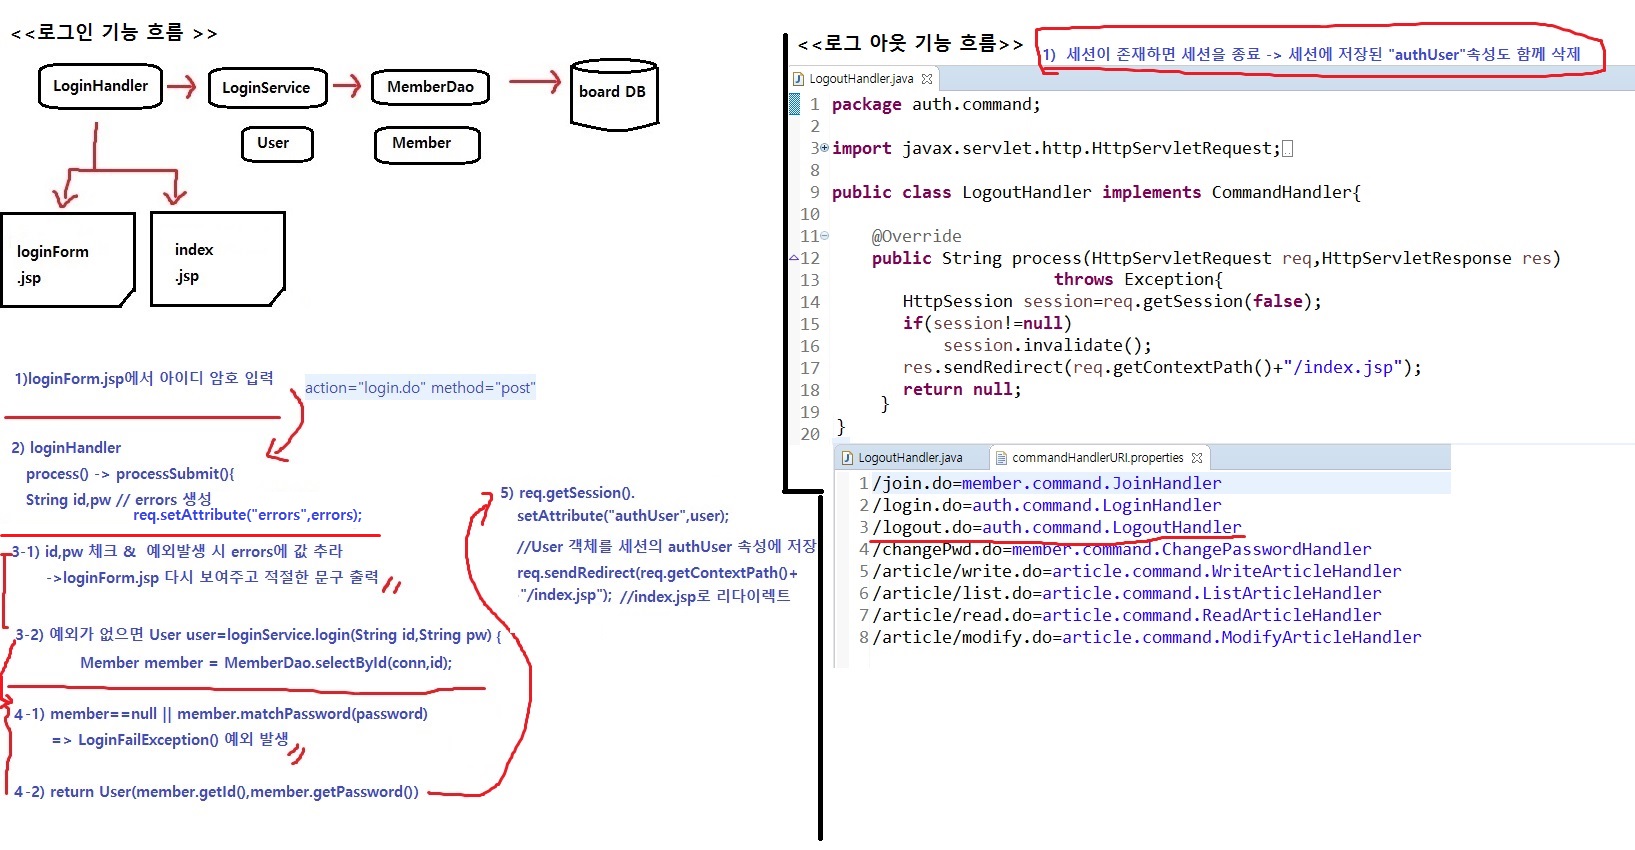 <<로그인 기능 흐름 >>
LoginHandler
LoginService
MemberDao
board DB
User
Member
loginForm
.jsp
index
.jsp
1)loginForm.jsp에서 아이디 암호 입력
action="login.do" method="post"
2) loginHandler
process() -> processSubmit(){
String id,pw // errors 생성
req.setAttribute("errors",errors);
3-1) id,pw 체크 & 예외발생 시 errors에 값 추라
->loginForm.jsp 다시 보여주고 적절한 문구 출력
3-2) 예외가 없으면 User user=loginService.login(String id,String pw) {
Member member = MemberDao.selectById(conn,id);
4-1) member==null || member.matchPassword(password)
=> LoginFailException() 예외 발생
4-2) return User(member.getId(),member.getPassword())
5) req.getSession().
setAttribute("authUser",user);
//User 객체를 세션의 authUser 속성에 저장
req.sendRedirect(req.getContextPath()+
"/index.jsp"); //index.jsp로 리다이렉트
<<로그 아웃 기능 흐름>>
1) 세션이 존재하면 세션을 종료 -> 세션에 저장된 "authUser"속성도 함께 삭제
LogoutHandler.java
1 package auth.command;
2
3 import javax.servlet.http.HttpServletRequest;
8
9 public class LogoutHandler implements CommandHandler{
10
11 @Override
12 public String process(HttpServletRequest req,HttpServletResponse res)
13 throws Exception{
14 HttpSession session=req.getSession(false);
15 if(session!=null)
16 session.invalidate();
17 res.sendRedirect(req.getContextPath()+"/index.jsp");
18 return null;
19 }
20 }
LogoutHandler.java commandHandlerURI.properties
1 /join.do=member.command.JoinHandler
2 /login.do=auth.command.LoginHandler
3 /logout.do=auth.command.LogoutHandler
4 /changePwd.do=member.command.ChangePasswordHandler
5 /article/write.do=article.command.WriteArticleHandler
6 /article/list.do=article.command.ListArticleHandler
7 /article/read.do=article.command.ReadArticleHandler
8 /article/modify.do=article.command.ModifyArticleHandler